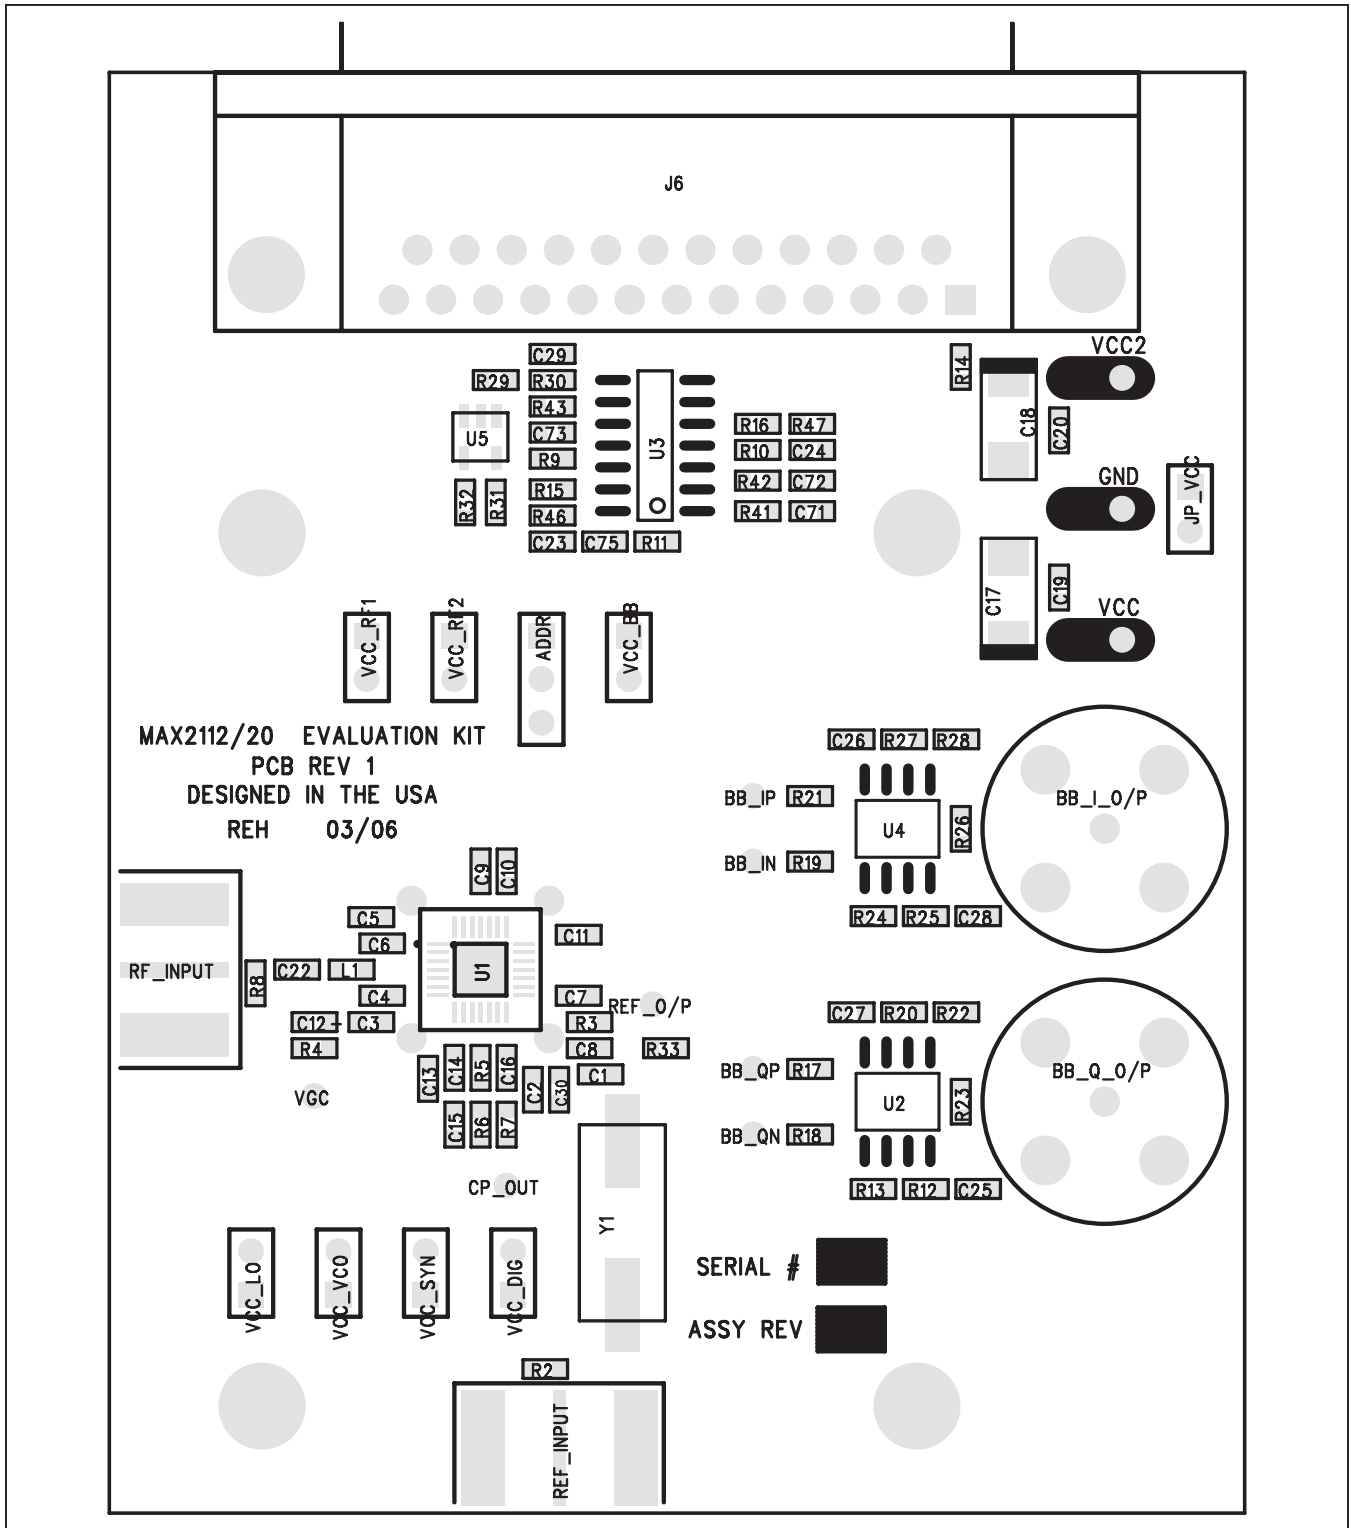 J6
VCC2
C29
R14
R29
R30
R43
C18
C20
R16
R47
C73
U5
U3
R10
C24
R9
GND
JP_VCC
R42
C72
R15
R32
R31
R41
C71
R46
C23
C75
R11
C19
C17
VCC
VCC_RF1
VCC_RF2
ADDR
VCC_BB
MAX2112/20 EVALUATION KIT
PCB REV 1
DESIGNED IN THE USA
REH 03/06
C26
R27
R28
BB_IP
R21
BB_I_O/P
U4
R26
BB_IN
R19
C9
C10
R24
R25
C28
C5
C11
C6
RF_INPUT
R8
C22
L1
U1
C4
C7
REF_O/P
C12+
C3
R3
C27
R20
R22
R4
C8
R33
C13
C14
R5
C16
C2
C30
C1
BB_QP
R17
BB_Q_O/P
VGC
U2
R23
C15
R6
R7
BB_QN
R18
CP_OUT
R13
R12
C25
Y1
SERIAL #
VCC_LO
VCC_VCO
VCC_SYN
VCC_DIG
ASSY REV
R2
REF_INPUT